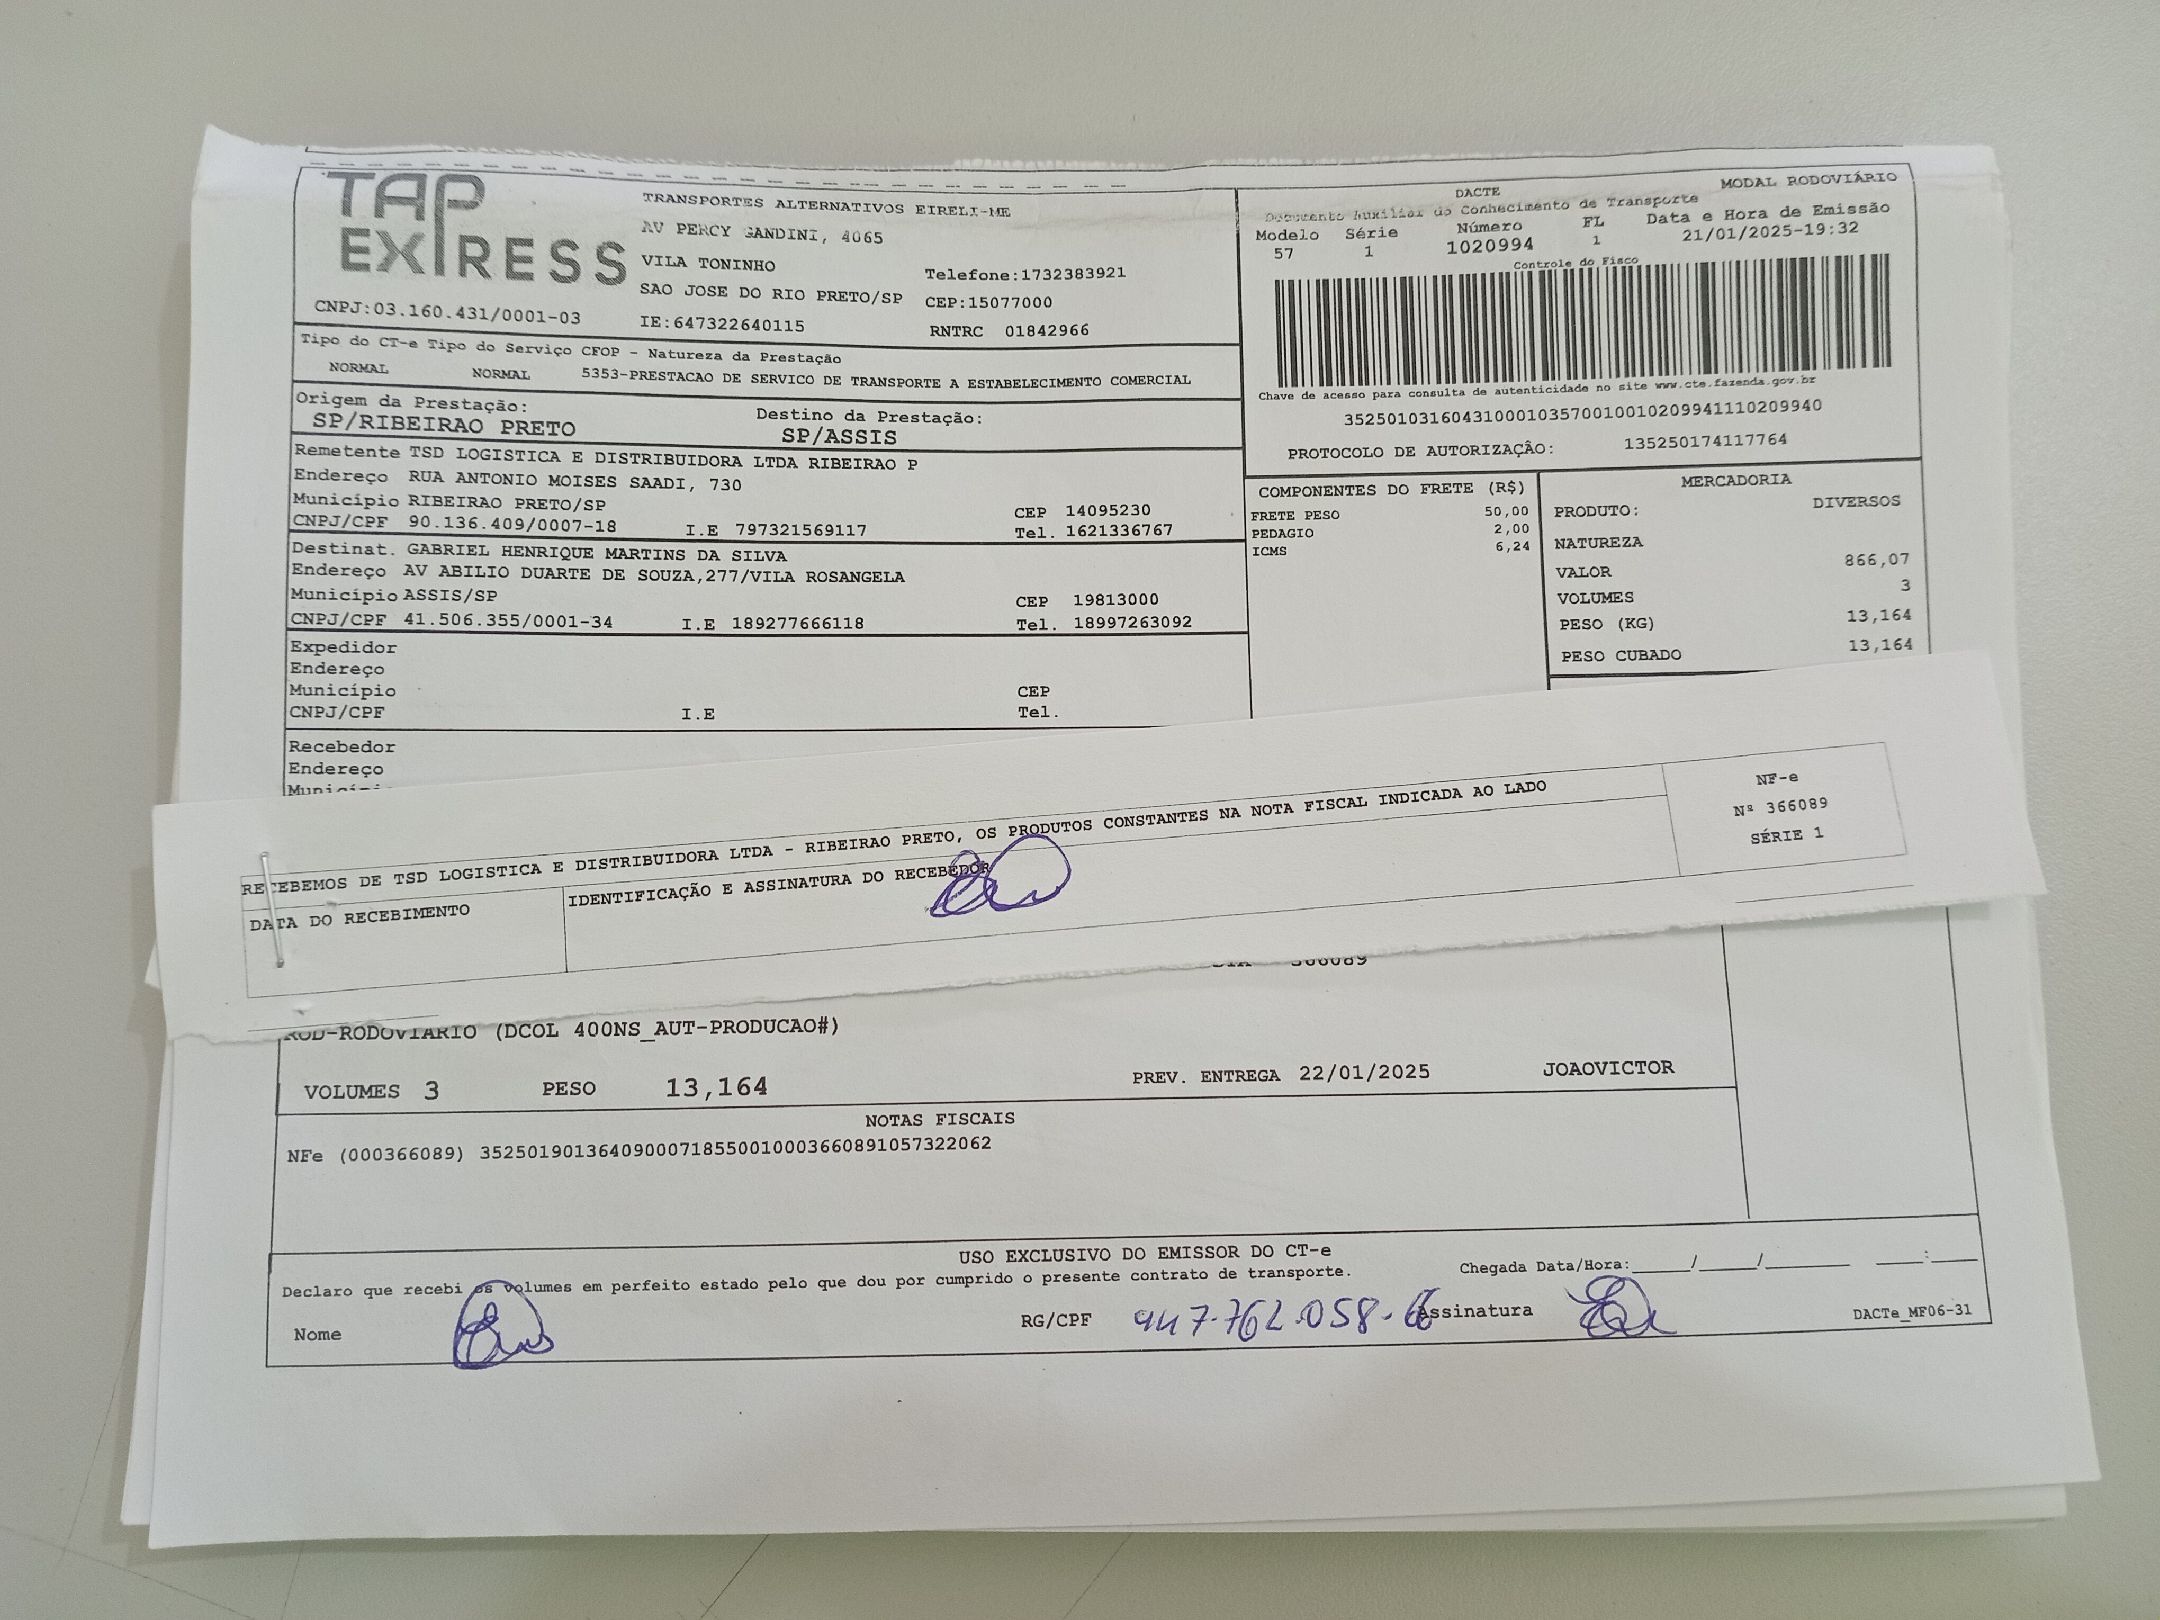 TAP EXPRESS
CNPJ:03.160.431/0001-03
TRANSPORTES ALTERNATIVOS EIRELI-ME
AV PERCY GANDINI, 4065
VILA TONINHO
SAO JOSE DO RIO PRETO/SP
IE:647322640115
Telefone:1732383921
CEP:15077000
RNTRC 01842966
MODAL RODOVIÁRIO
DACTE
Documento Auxiliar do Conhecimento de Transporte
Modelo Série Número FL Data e Hora de Emissão
57 1 1020994 1 21/01/2025-19:32
Controle do Fisco
Chave de acesso para consulta de autenticidade no site www.cte.fazenda.gov.br
35250103160431000103570010010209941110209940
PROTOCOLO DE AUTORIZAÇÃO: 135250174117764
Tipo do CT-e Tipo do Serviço CFOP - Natureza da Prestação
NORMAL NORMAL 5353-PRESTACAO DE SERVICO DE TRANSPORTE A ESTABELECIMENTO COMERCIAL
Origem da Prestação: Destino da Prestação:
SP/RIBEIRAO PRETO SP/ASSIS
Remetente TSD LOGISTICA E DISTRIBUIDORA LTDA RIBEIRAO P
Endereço RUA ANTONIO MOISES SAADI, 730
Município RIBEIRAO PRETO/SP CEP 14095230
CNPJ/CPF 90.136.409/0007-18 I.E 797321569117 Tel. 1621336767
Destinat. GABRIEL HENRIQUE MARTINS DA SILVA
Endereço AV ABILIO DUARTE DE SOUZA,277/VILA ROSANGELA
Município ASSIS/SP CEP 19813000
CNPJ/CPF 41.506.355/0001-34 I.E 189277666118 Tel. 18997263092
Expedidor
Endereço
Município CEP
CNPJ/CPF I.E Tel.
Recebedor
Endereço
COMPONENTES DO FRETE (R$)
FRETE PESO 50,00
PEDAGIO 2,00
ICMS 6,24
MERCADORIA
PRODUTO: DIVERSOS
NATUREZA
VALOR 866,07
VOLUMES 3
PESO (KG) 13,164
PESO CUBADO 13,164
RECEBEMOS DE TSD LOGISTICA E DISTRIBUIDORA LTDA - RIBEIRAO PRETO, OS PRODUTOS CONSTANTES NA NOTA FISCAL INDICADA AO LADO
DATA DO RECEBIMENTO
IDENTIFICAÇÃO E ASSINATURA DO RECEBEDOR
NF-e
Nº 366089
SÉRIE 1
366089
ROD-RODOVIARIO (DCOL 400NS_AUT-PRODUCAO#)
VOLUMES 3 PESO 13,164 PREV. ENTREGA 22/01/2025 JOAOVICTOR
NOTAS FISCAIS
NFe (000366089) 35250190136409000718550010003660891057322062
USO EXCLUSIVO DO EMISSOR DO CT-e
Declaro que recebi os volumes em perfeito estado pelo que dou por cumprido o presente contrato de transporte.
Chegada Data/Hora:____/____/______ ___:___
Nome
RG/CPF 447.762.058-
Assinatura
DACTe_MF06-31